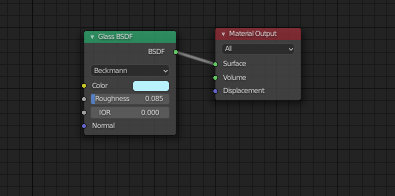 Glass BSDF
BSDF
Beckmann
Color
Roughness 0.085
IOR 0.000
Normal
Material Output
All
Surface
Volume
Displacement